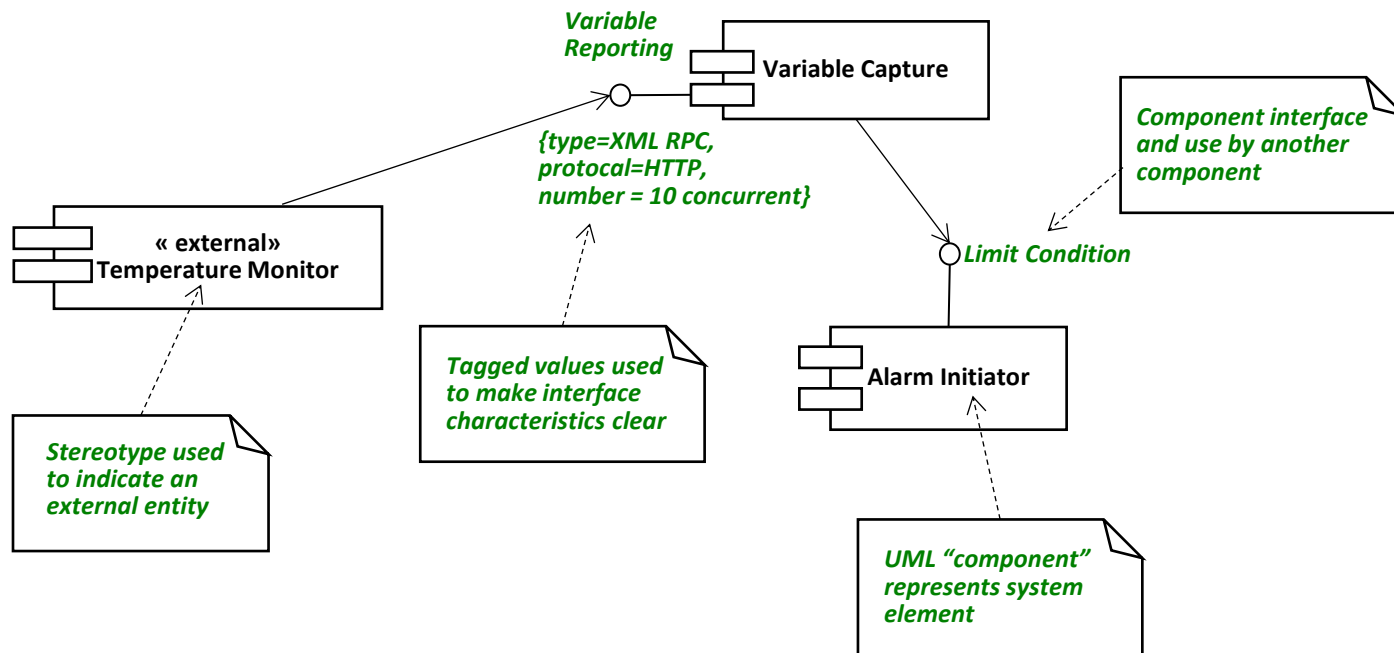 Variable
Reporting
Variable Capture
{type=XML RPC,
protocal=HTTP,
number = 10 concurrent}
Component interface
and use by another
component
« external»
Temperature Monitor
Limit Condition
Alarm Initiator
Tagged values used
to make interface
characteristics clear
Stereotype used
to indicate an
external entity
UML “component”
represents system
element